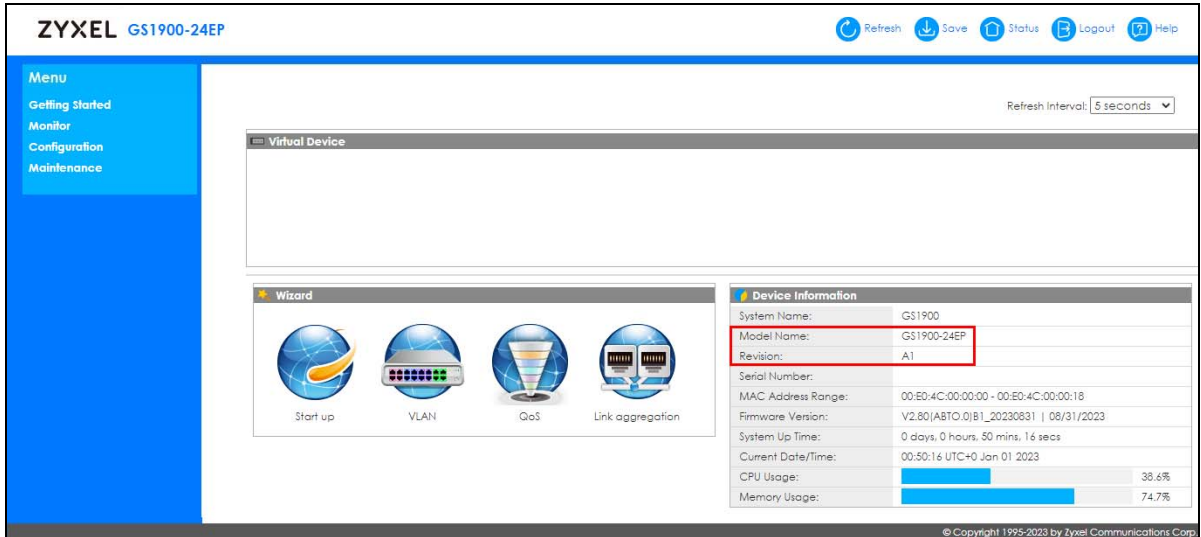 ZYXEL GS1900-24EP
Refresh Save Status Logout Help
Menu
Getting Started
Monitor
Configuration
Maintenance
Refresh Interval: 5 seconds
Virtual Device
Wizard
Start up VLAN QoS Link aggregation
Device Information
System Name: GS1900
Model Name: GS1900-24EP
Revision: A1
Serial Number:
MAC Address Range: 00:E0:4C:00:00:00 - 00:E0:4C:00:00:18
Firmware Version: V2.80(ABTO.0)B1_20230831 | 08/31/2023
System Up Time: 0 days, 0 hours, 50 mins, 16 secs
Current Date/Time: 00:50:16 UTC+0 Jan 01 2023
CPU Usage: 38.6%
Memory Usage: 74.7%
© Copyright 1995-2023 by Zyxel Communications Corp.